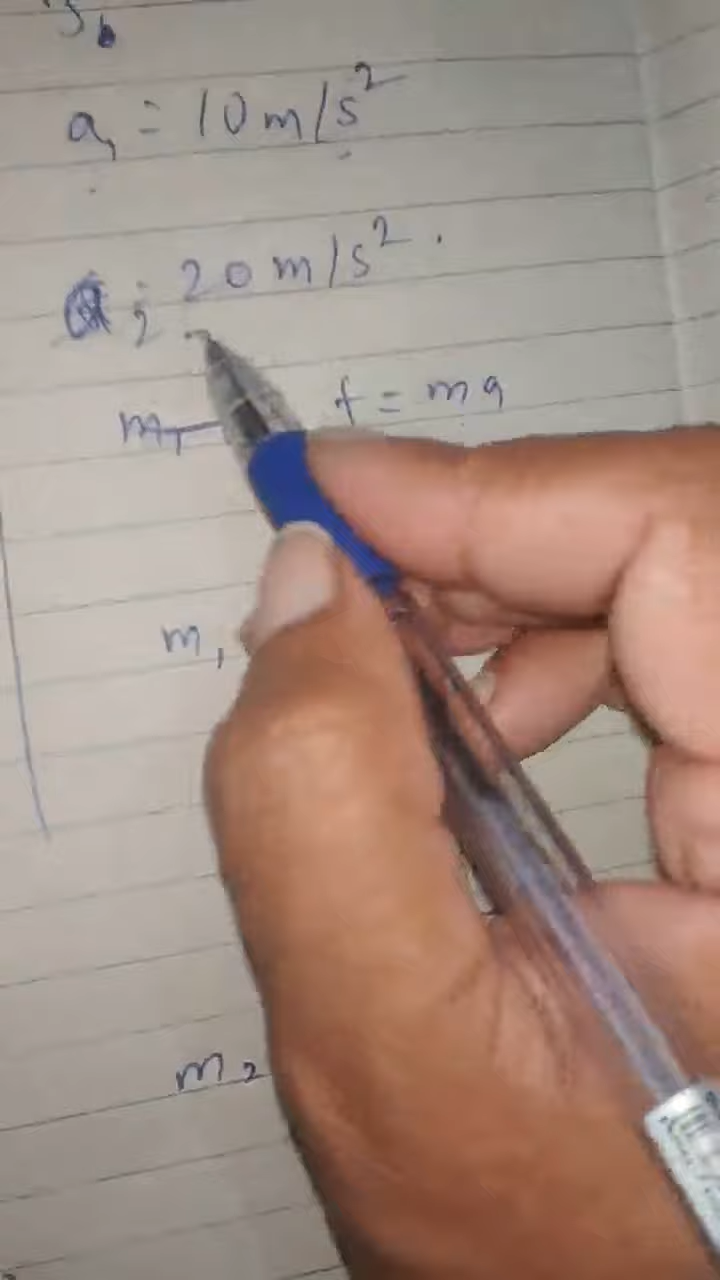 a₁ = 10 m/s²
a₂ = 20 m/s².
m₁ f = ma
m₁
m₂